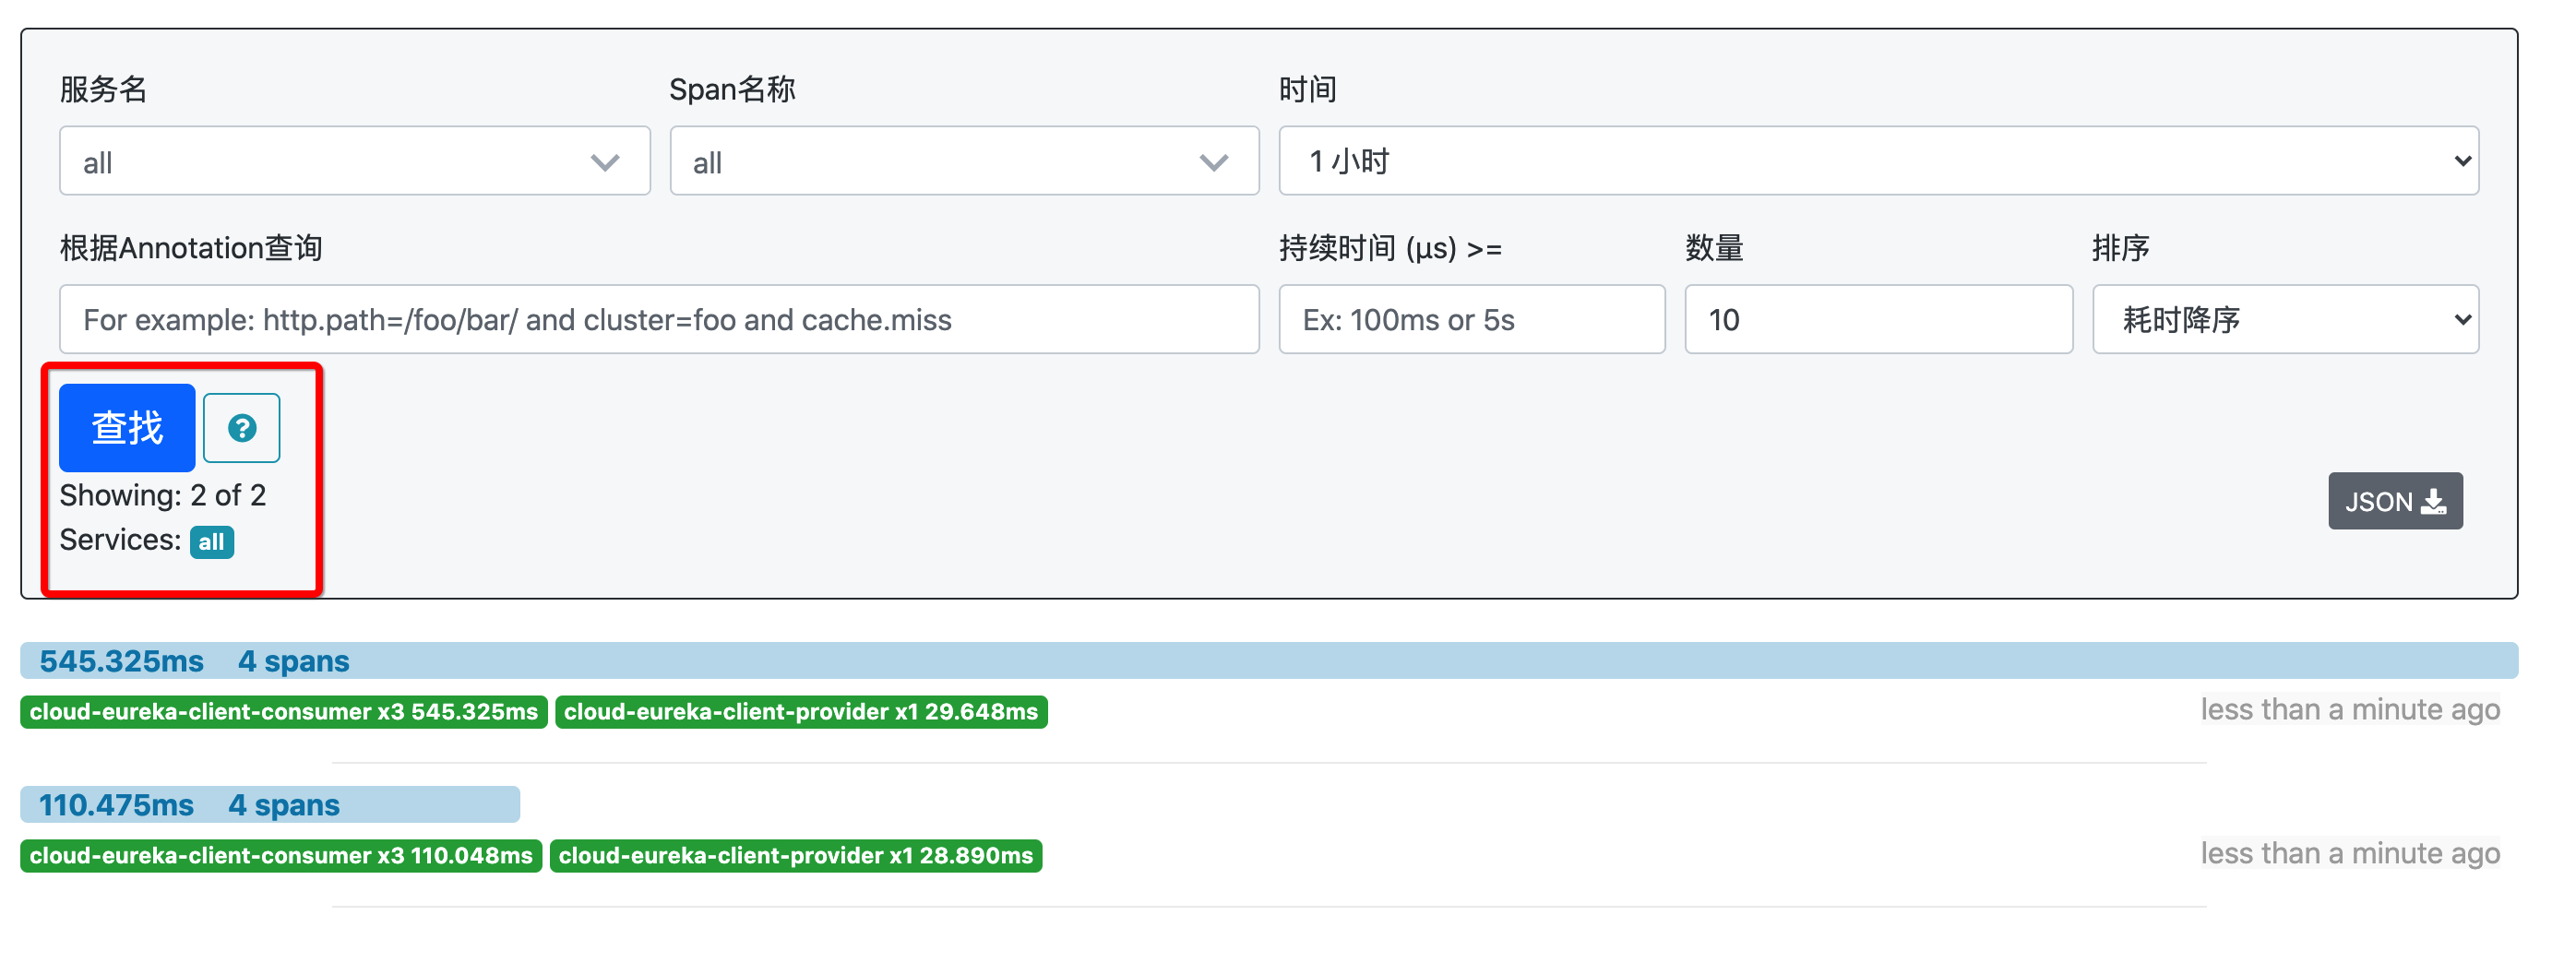 服务名 Span名称 时间
all all 1 小时
根据Annotation查询 持续时间 (μs) >= 数量 排序
For example: http.path=/foo/bar/ and cluster=foo and cache.miss Ex: 100ms or 5s 10 耗时降序
查找 ?
Showing: 2 of 2
JSON
Services: all
545.325ms 4 spans
cloud-eureka-client-consumer x3 545.325ms cloud-eureka-client-provider x1 29.648ms less than a minute ago
110.475ms 4 spans
cloud-eureka-client-consumer x3 110.048ms cloud-eureka-client-provider x1 28.890ms less than a minute ago